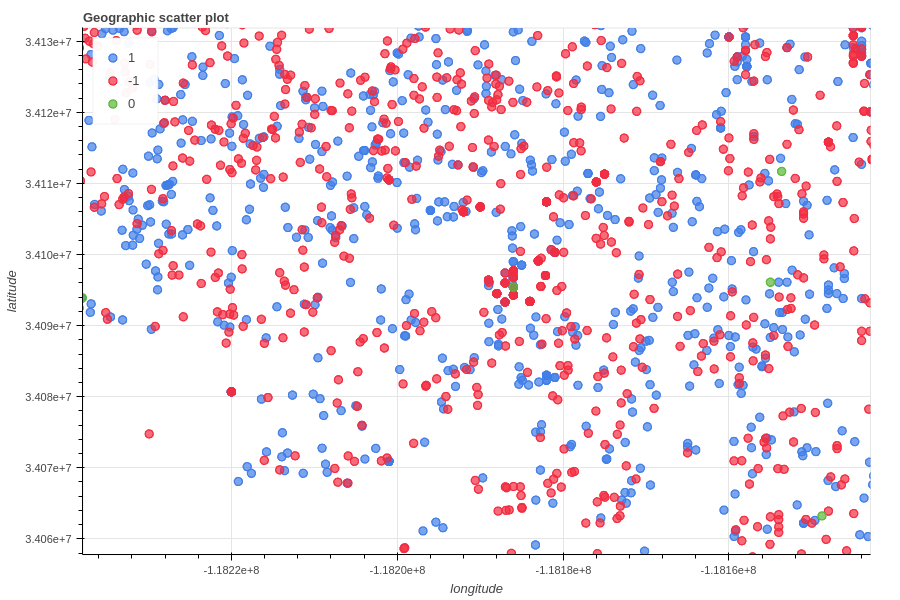 Geographic scatter plot
3.413e+7
3.412e+7
3.411e+7
3.410e+7
3.409e+7
3.408e+7
3.407e+7
3.406e+7
latitude
1
-1
0
-1.1822e+8
-1.1820e+8
-1.1818e+8
-1.1816e+8
longitude